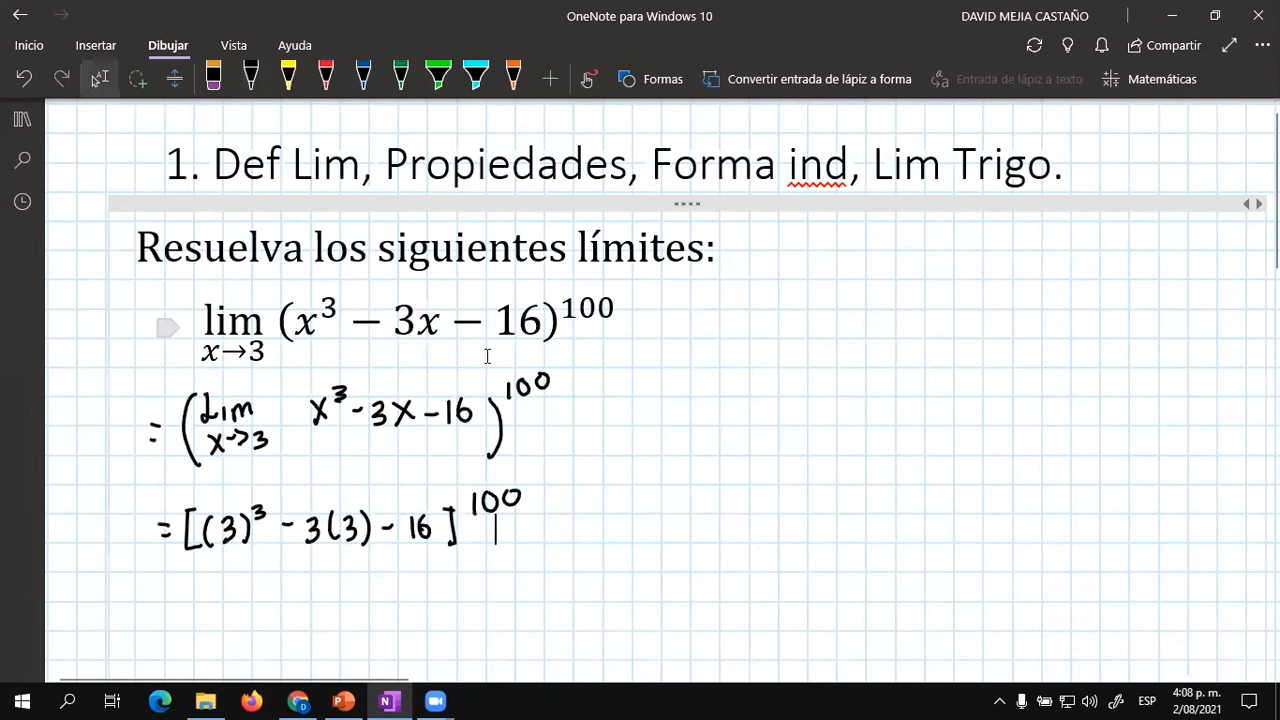 OneNote para Windows 10
DAVID MEJIA CASTAÑO
Inicio Insertar Dibujar Vista Ayuda
Compartir
Formas Convertir entrada de lápiz a forma Entrada de lápiz a texto Matemáticas
1. Def Lim, Propiedades, Forma ind, Lim Trigo.
Resuelva los siguientes límites:
lim (x³ − 3x − 16)¹⁰⁰
x→3
= (Lim x³ - 3x - 16)¹⁰⁰
x→3
= [(3)³ - 3(3) - 16]¹⁰⁰
ESP
4:08 p. m.
2/08/2021